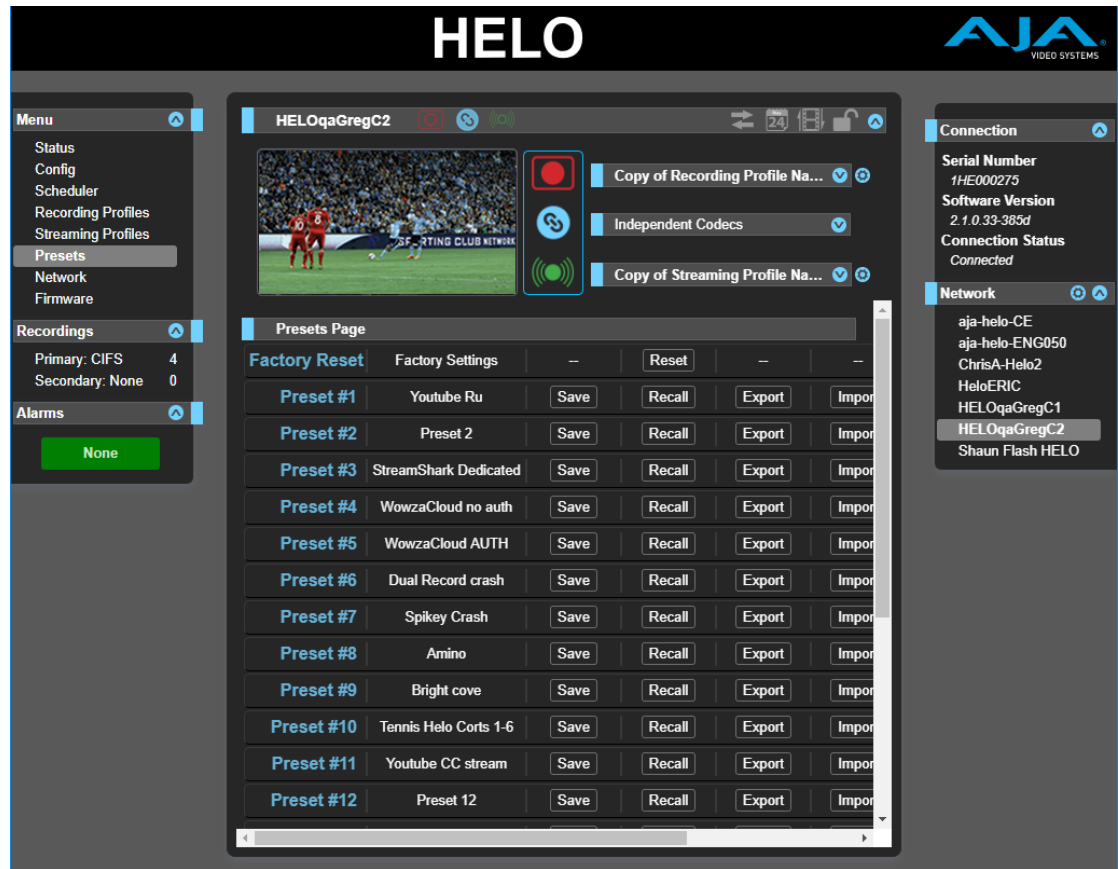 HELO
AJA
VIDEO SYSTEMS
Menu
Status
Config
Scheduler
Recording Profiles
Streaming Profiles
Presets
Network
Firmware
Recordings
Primary: CIFS 4
Secondary: None 0
Alarms
None
HELOqaGregC2
24
Copy of Recording Profile Na...
Independent Codecs
Copy of Streaming Profile Na...
8
SPORTING CLUB NETWORK
Presets Page
Factory Reset Factory Settings -- Reset -- --
Preset #1 Youtube Ru Save Recall Export Impor
Preset #2 Preset 2 Save Recall Export Impor
Preset #3 StreamShark Dedicated Save Recall Export Impor
Preset #4 WowzaCloud no auth Save Recall Export Impor
Preset #5 WowzaCloud AUTH Save Recall Export Impor
Preset #6 Dual Record crash Save Recall Export Impor
Preset #7 Spikey Crash Save Recall Export Impor
Preset #8 Amino Save Recall Export Impor
Preset #9 Bright cove Save Recall Export Impor
Preset #10 Tennis Helo Corts 1-6 Save Recall Export Impor
Preset #11 Youtube CC stream Save Recall Export Impor
Preset #12 Preset 12 Save Recall Export Impor
Connection
Serial Number
1HE000275
Software Version
2.1.0.33-385d
Connection Status
Connected
Network
aja-helo-CE
aja-helo-ENG050
ChrisA-Helo2
HeloERIC
HELOqaGregC1
HELOqaGregC2
Shaun Flash HELO